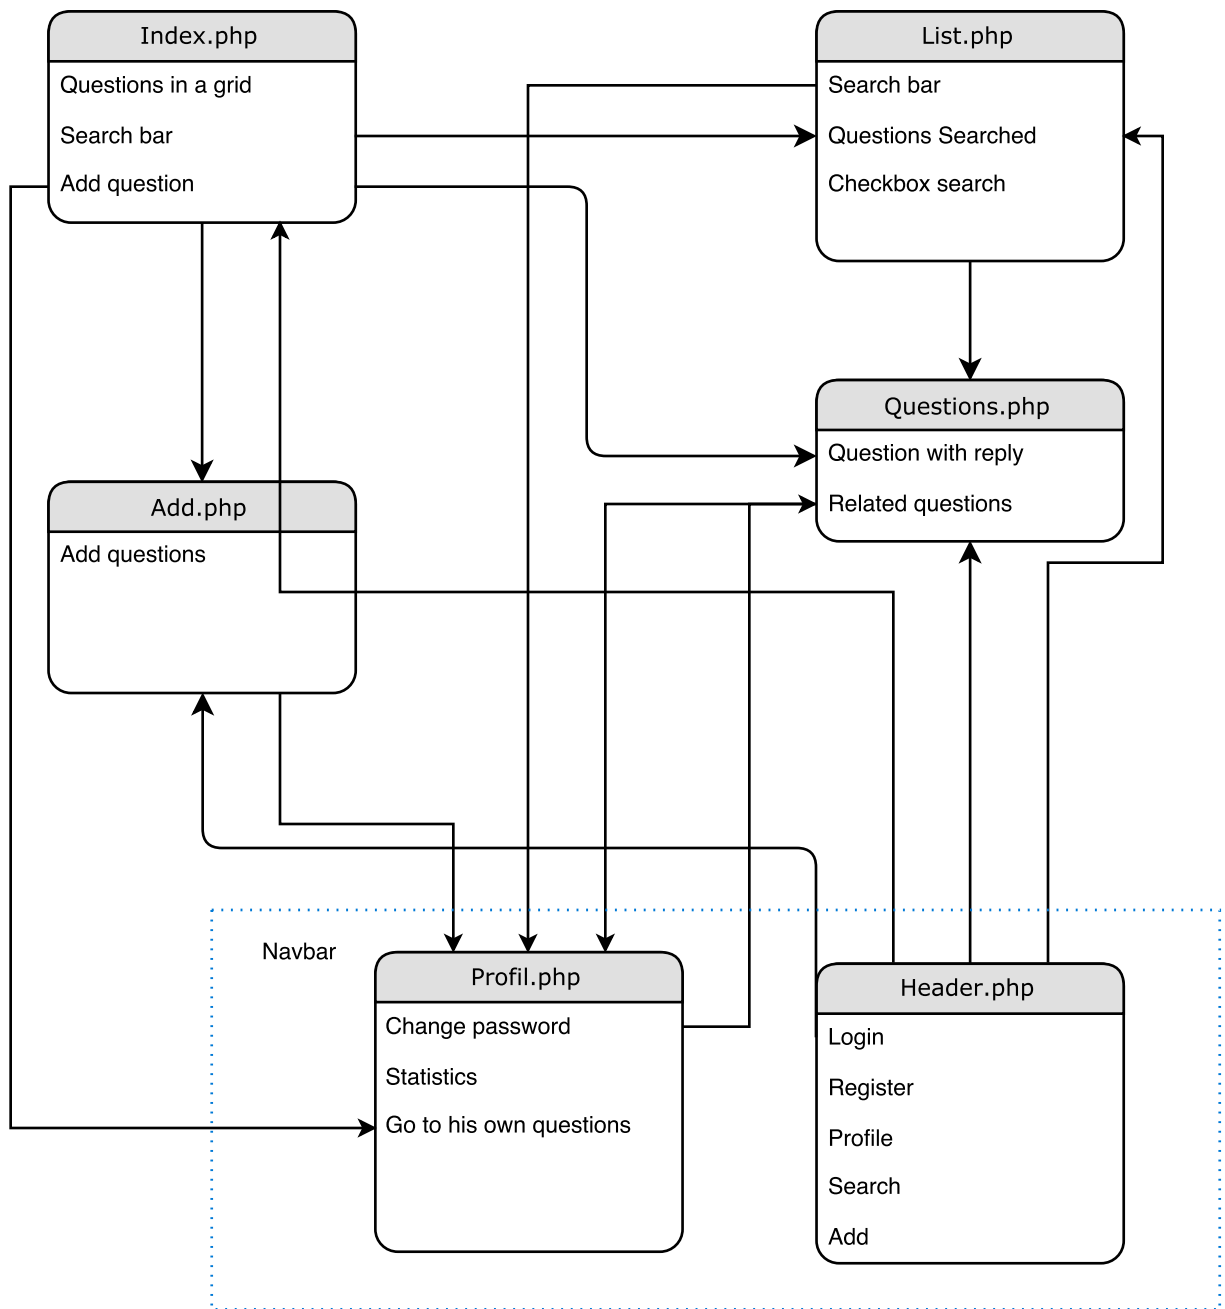 Index.php
Questions in a grid
Search bar
Add question
List.php
Search bar
Questions Searched
Checkbox search
Questions.php
Question with reply
Related questions
Add.php
Add questions
Navbar
Profil.php
Change password
Statistics
Go to his own questions
Header.php
Login
Register
Profile
Search
Add